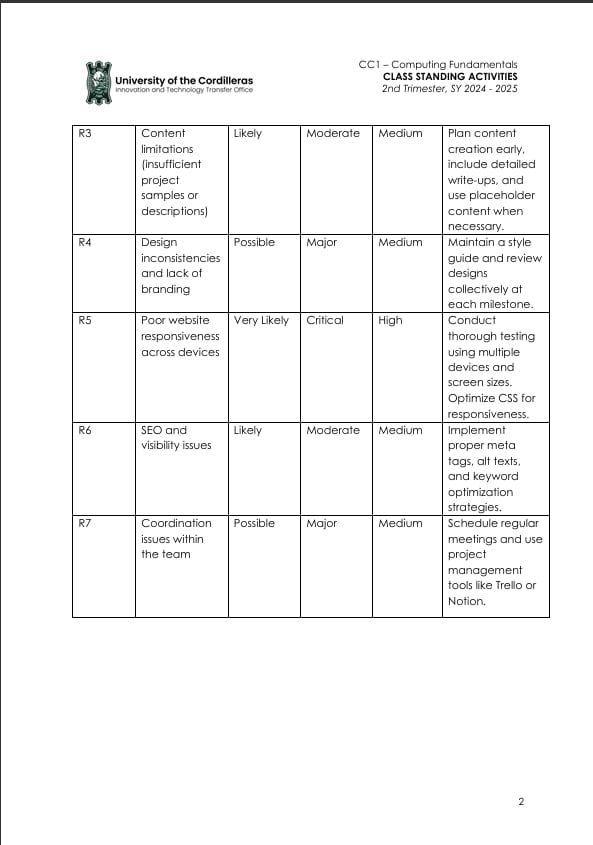 CC1 – Computing Fundamentals
University of the Cordilleras
CLASS STANDING ACTIVITIES
Innovation and Technology Transfer Office
2nd Trimester, SY 2024 - 2025
R3 Content Likely Moderate Medium Plan content
limitations creation early,
(insufficient include detailed
project write-ups, and
samples or use placeholder
descriptions) content when
necessary.
R4 Design Possible Major Medium Maintain a style
inconsistencies guide and review
and lack of designs
branding collectively at
each milestone.
R5 Poor website Very Likely Critical High Conduct
responsiveness thorough testing
across devices using multiple
devices and
screen sizes.
Optimize CSS for
responsiveness.
R6 SEO and Likely Moderate Medium Implement
visibility issues proper meta
tags, alt texts,
and keyword
optimization
strategies.
R7 Coordination Possible Major Medium Schedule regular
issues within meetings and use
the team project
management
tools like Trello or
Notion.
2